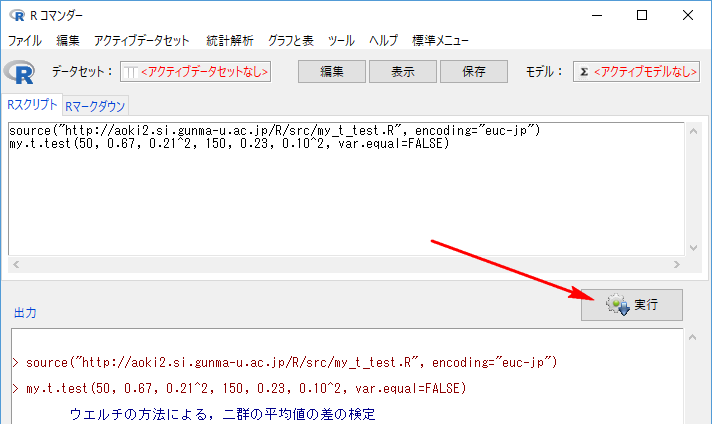 R コマンダー
ファイル 編集 アクティブデータセット 統計解析 グラフと表 ツール ヘルプ 標準メニュー
データセット： <アクティブデータセットなし> 編集 表示 保存 モデル： Σ <アクティブモデルなし>
Rスクリプト Rマークダウン
source("http://aoki2.si.gunma-u.ac.jp/R/src/my_t_test.R", encoding="euc-jp")
my.t.test(50, 0.67, 0.21^2, 150, 0.23, 0.10^2, var.equal=FALSE)
実行
出力
> source("http://aoki2.si.gunma-u.ac.jp/R/src/my_t_test.R", encoding="euc-jp")
> my.t.test(50, 0.67, 0.21^2, 150, 0.23, 0.10^2, var.equal=FALSE)
ウエルチの方法による，二群の平均値の差の検定